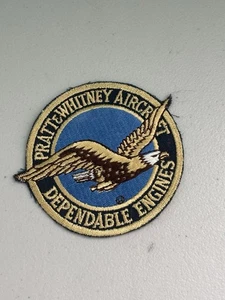 PRATT & WHITNEY AIRCRAFT
DEPENDABLE ENGINES